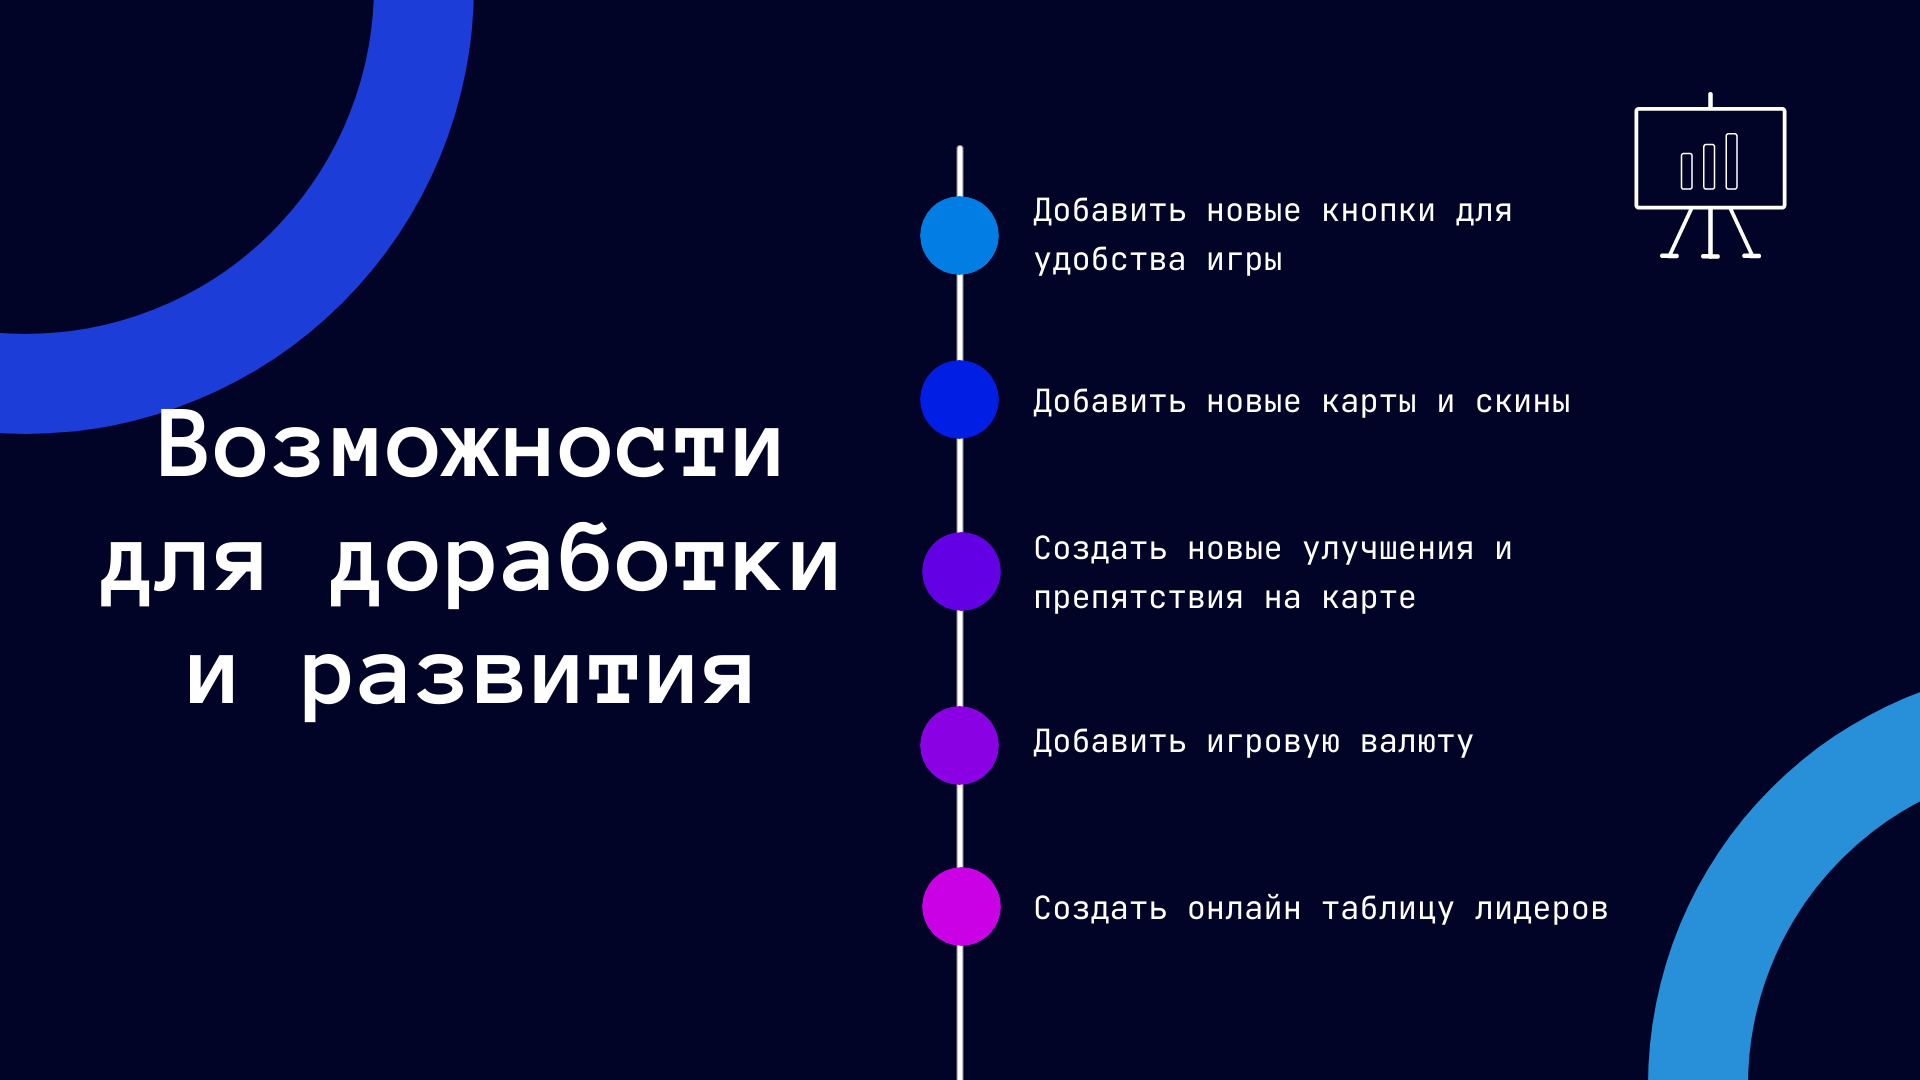 Возможности
для доработки
и развития
Добавить новые кнопки для
удобства игры
Добавить новые карты и скины
Создать новые улучшения и
препятствия на карте
Добавить игровую валюту
Создать онлайн таблицу лидеров